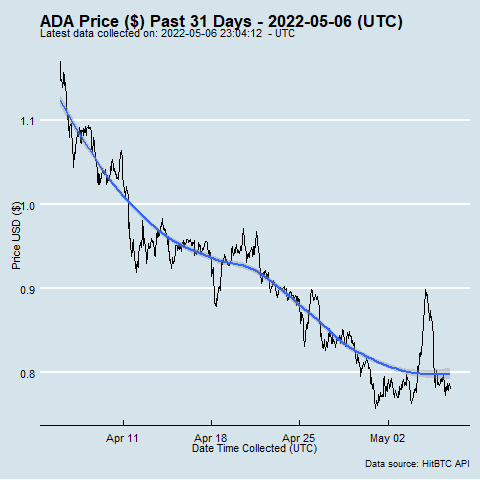 ADA Price ($) Past 31 Days - 2022-05-06 (UTC)
Latest data collected on: 2022-05-06 23:04:12  - UTC
1.1
1.0
0.9
0.8
Price USD ($)
Apr 11
Apr 18
Apr 25
May 02
Date Time Collected (UTC)
Data source: HitBTC API